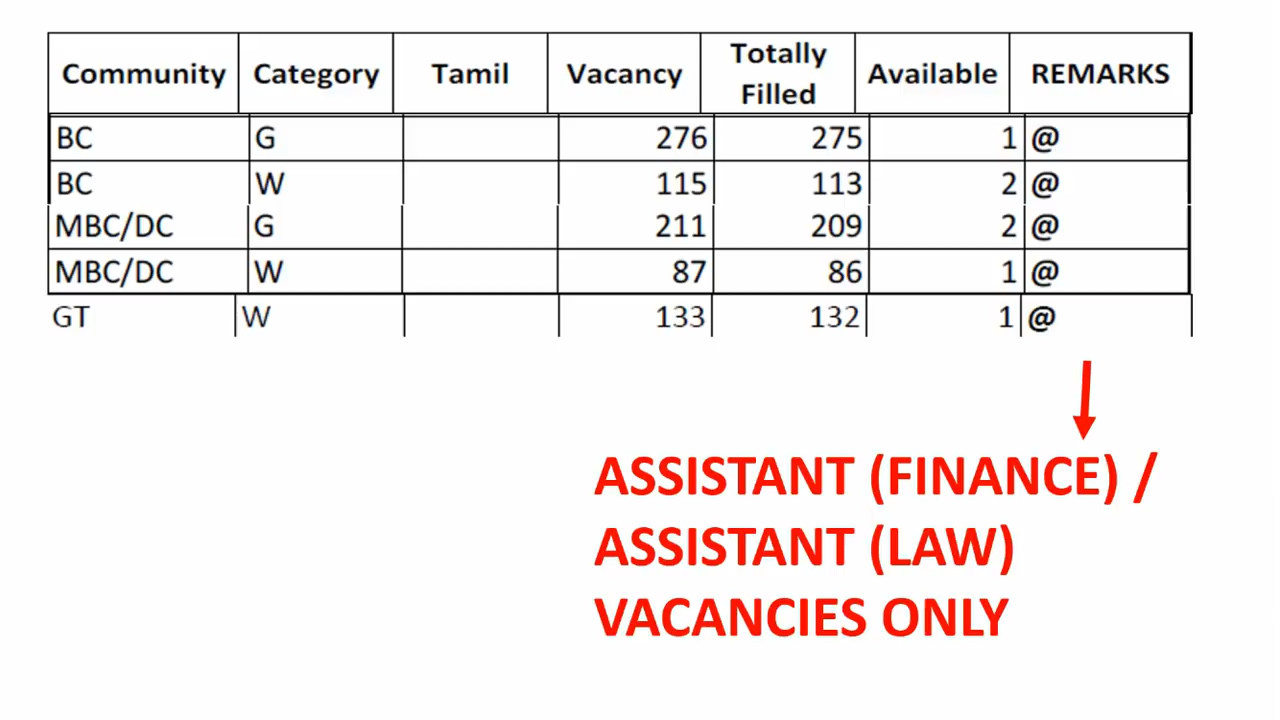 Community Category Tamil Vacancy Totally Filled Available REMARKS
BC G 276 275 1 @
BC W 115 113 2 @
MBC/DC G 211 209 2 @
MBC/DC W 87 86 1 @
GT W 133 132 1 @
ASSISTANT (FINANCE) /
ASSISTANT (LAW)
VACANCIES ONLY